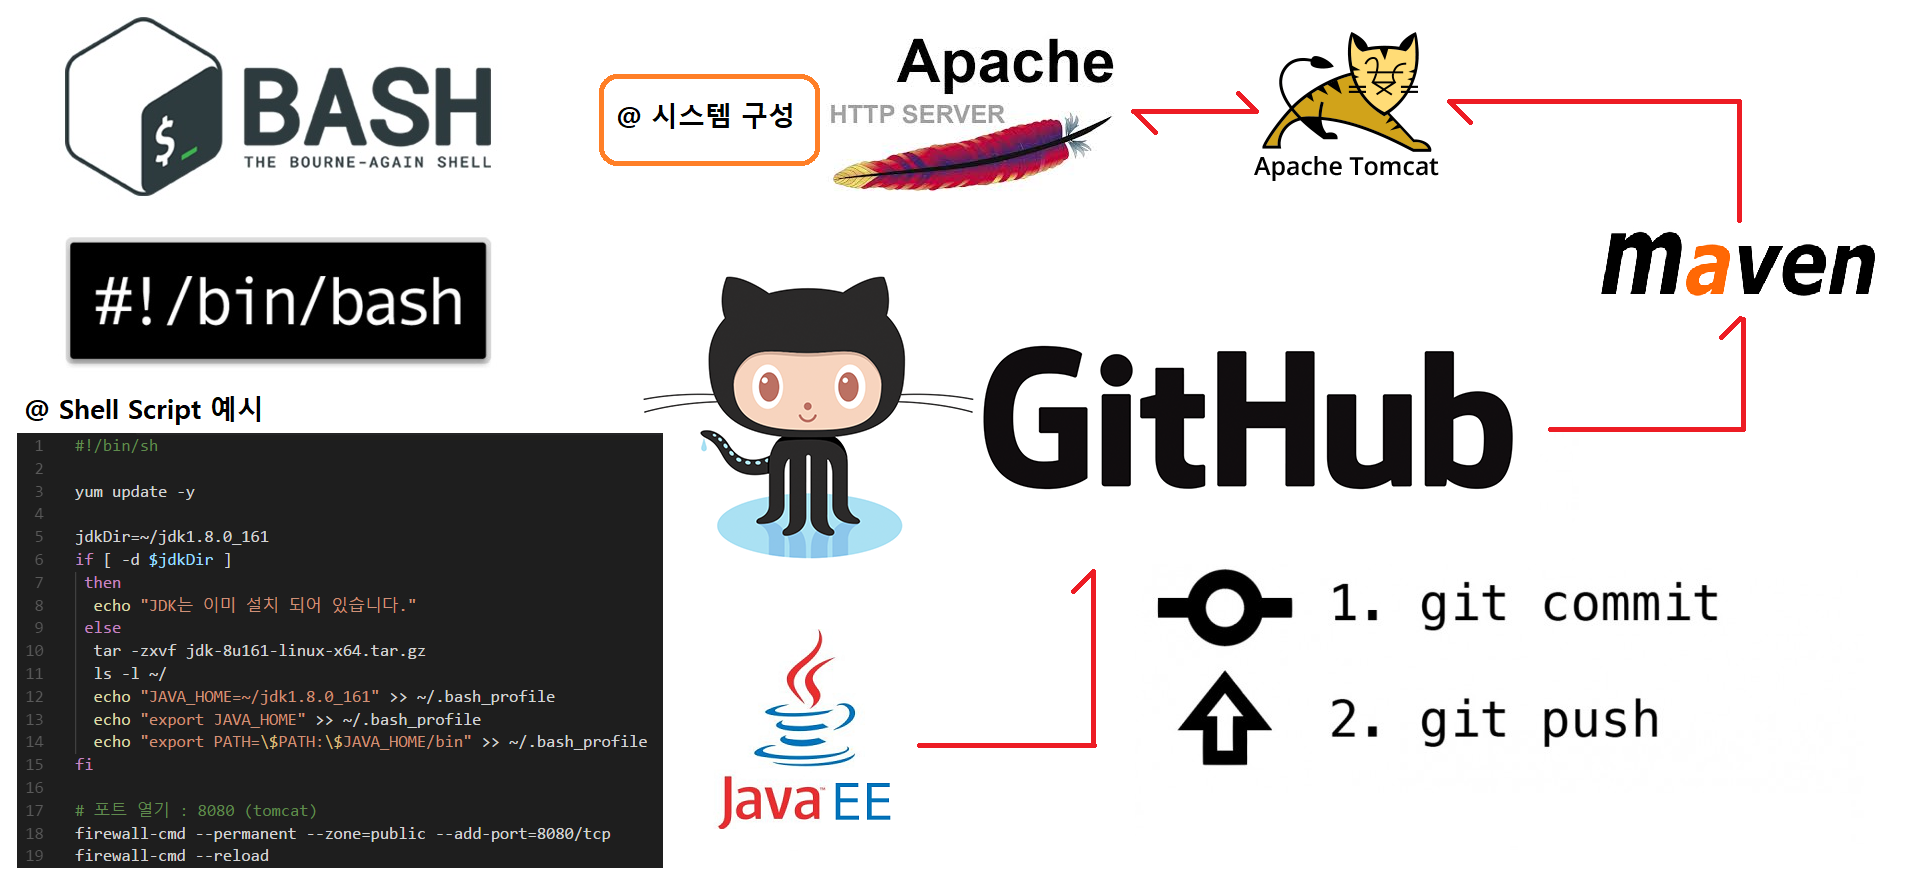 $_
BASH
THE BOURNE-AGAIN SHELL
#!/bin/bash
@ Shell Script 예시
1 #!/bin/sh
2
3 yum update -y
4
5 jdkDir=~/jdk1.8.0_161
6 if [ -d $jdkDir ]
7 then
8 echo "JDK는 이미 설치 되어 있습니다."
9 else
10 tar -zxvf jdk-8u161-linux-x64.tar.gz
11 ls -l ~/
12 echo "JAVA_HOME=~/jdk1.8.0_161" >> ~/.bash_profile
13 echo "export JAVA_HOME" >> ~/.bash_profile
14 echo "export PATH=\$PATH:\$JAVA_HOME/bin" >> ~/.bash_profile
15 fi
16
17 # 포트 열기 : 8080 (tomcat)
18 firewall-cmd --permanent --zone=public --add-port=8080/tcp
19 firewall-cmd --reload
@ 시스템 구성
Apache
HTTP SERVER
Apache Tomcat
maven
GitHub
1. git commit
2. git push
Java™ EE